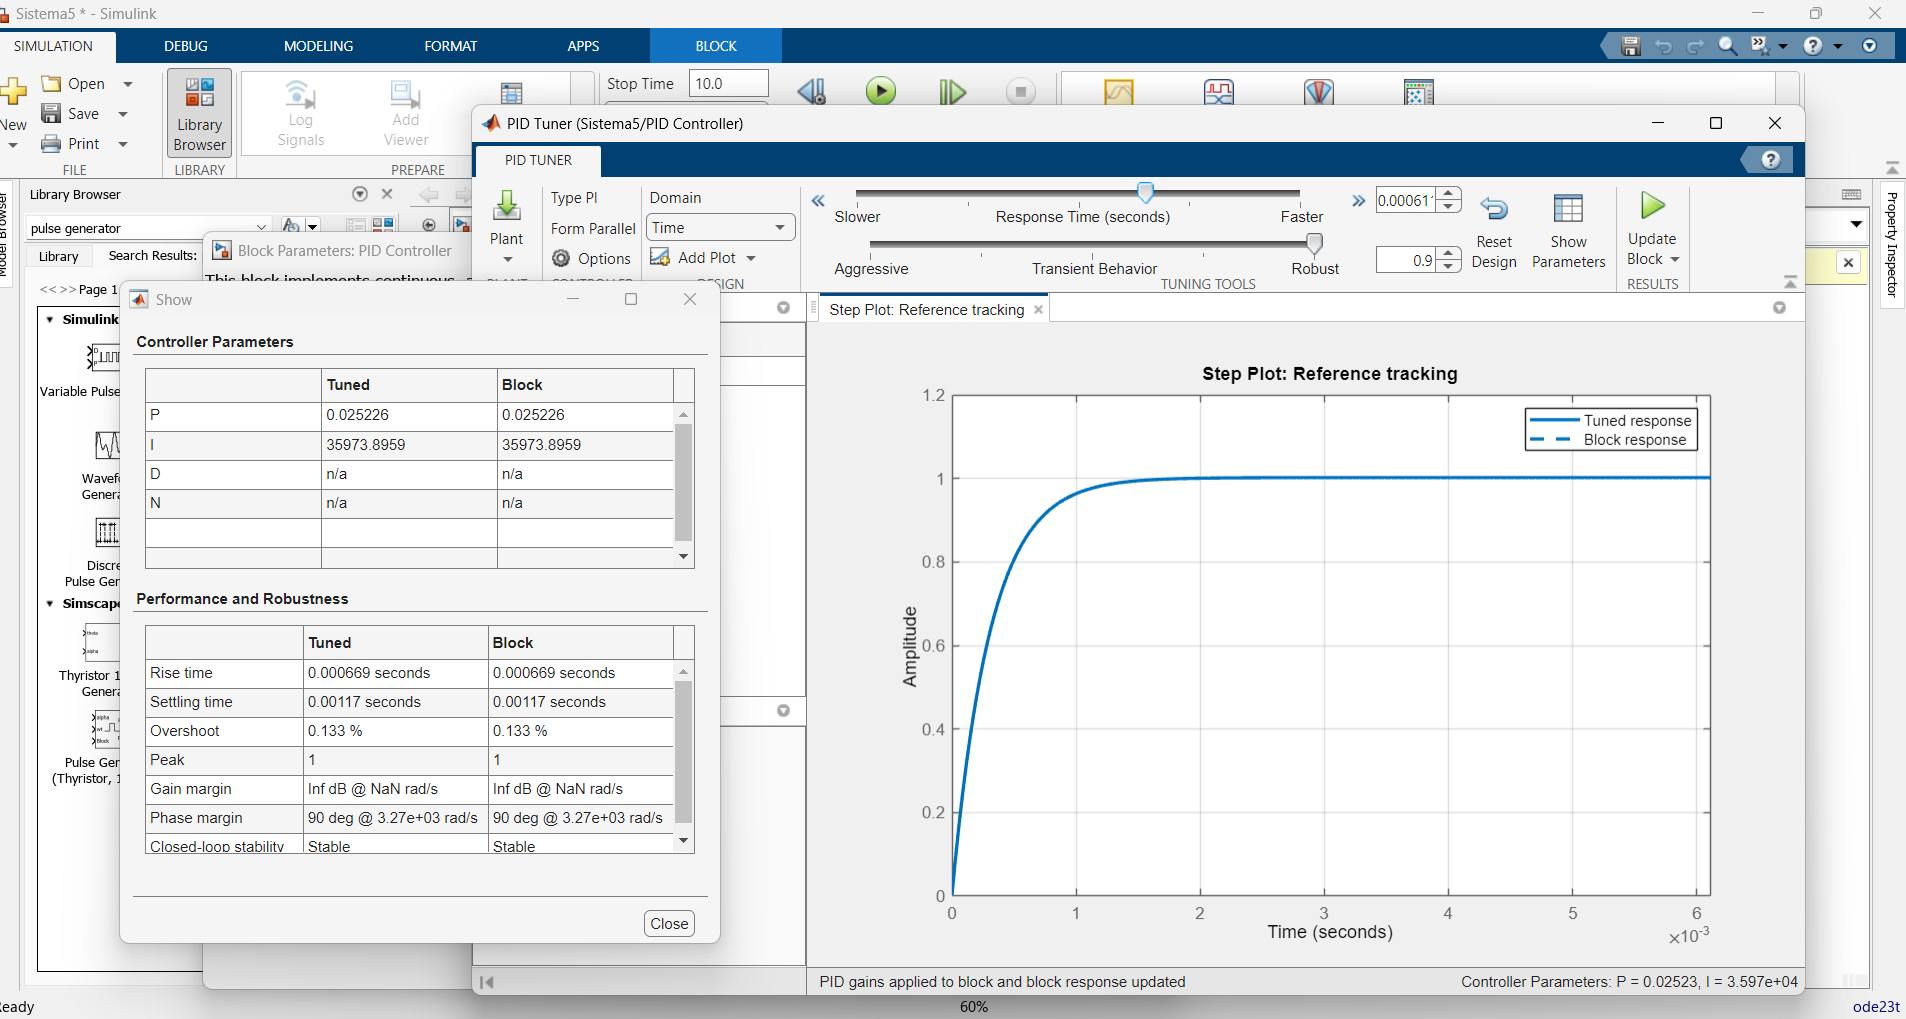 Sistema5 * - Simulink
SIMULATION DEBUG MODELING FORMAT APPS BLOCK
New
Open
Save
Print
FILE
Library
Browser
LIBRARY
Log
Signals
Add
Viewer
PREPARE
Stop Time 10.0
Library Browser
pulse generator
Library Search Results:
<< >> Page 1
Simulink
Variable Pulse
Discre
Pulse Ger
Simscape
Thyristor 1
Genera
Pulse Ger
(Thyristor, 1
Property Inspector
Block Parameters: PID Controller
PID Tuner (Sistema5/PID Controller)
PID TUNER
Plant
Type PI
Form Parallel
Options
Domain
Time
Add Plot
Slower Response Time (seconds) Faster
Aggressive Transient Behavior Robust
0.00061
0.9
TUNING TOOLS
Reset
Design
Show
Parameters
Update
Block
RESULTS
Show
Controller Parameters
Tuned Block
P 0.025226 0.025226
I 35973.8959 35973.8959
D n/a n/a
N n/a n/a
Performance and Robustness
Tuned Block
Rise time 0.000669 seconds 0.000669 seconds
Settling time 0.00117 seconds 0.00117 seconds
Overshoot 0.133 % 0.133 %
Peak 1 1
Gain margin Inf dB @ NaN rad/s Inf dB @ NaN rad/s
Phase margin 90 deg @ 3.27e+03 rad/s 90 deg @ 3.27e+03 rad/s
Closed-loop stability Stable Stable
Close
Step Plot: Reference tracking
Step Plot: Reference tracking
Tuned response
Block response
1.2
1
0.8
0.6
0.4
0.2
0
Amplitude
0 1 2 3 4 5 6
Time (seconds)
×10-3
PID gains applied to block and block response updated
Controller Parameters: P = 0.02523, I = 3.597e+04
eady 60% ode23t